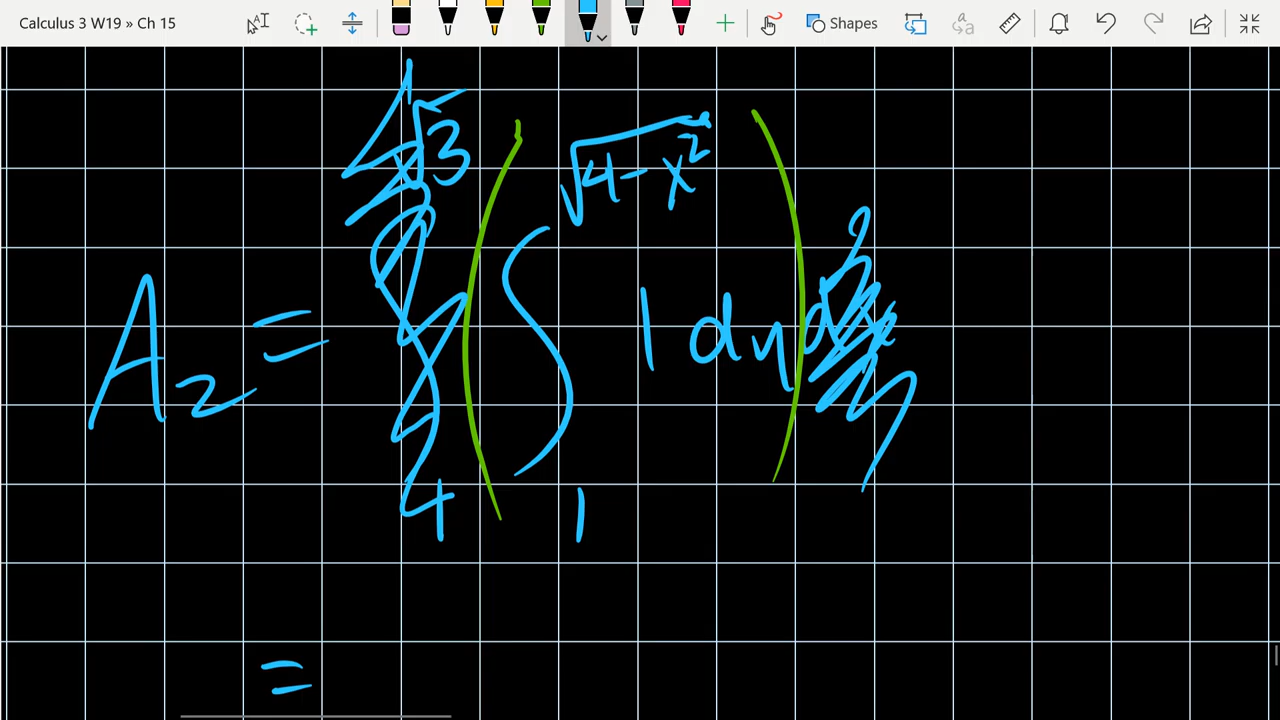 Calculus 3 W19 » Ch 15
Shapes
√3
√4-x²
A₂ = ∫ ( ∫ 1 dy ) d
4
1
=